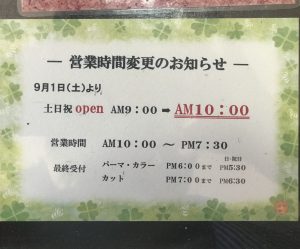 ― 営業時間変更のお知らせ ―
9月1日(土)より
土日祝 open AM9:00 ➡ AM10:00
営業時間 AM10:00 ～ PM7:30
日・祝日
最終受付 パーマ・カラー PM6:00まで PM5:30
カット PM7:00まで PM6:30